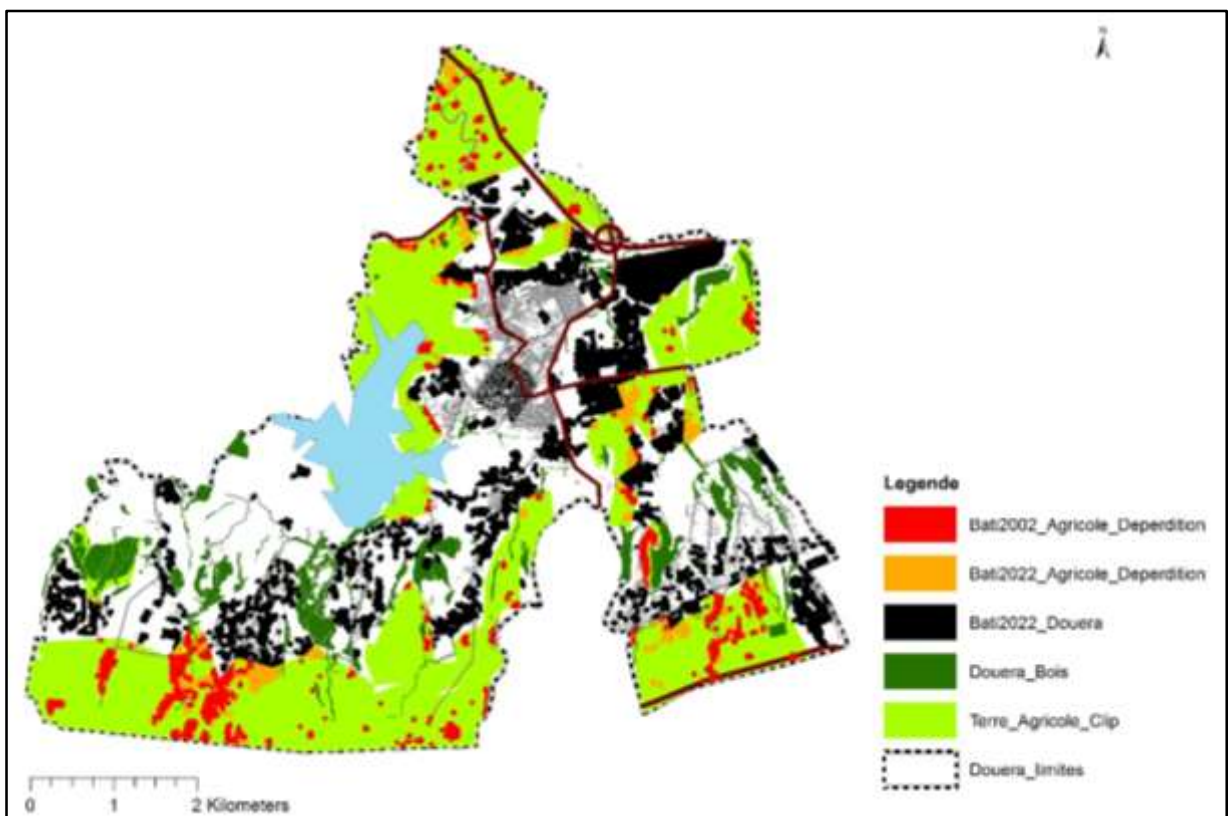 N
Legende
Bati2002_Agricole_Deperdition
Bati2022_Agricole_Deperdition
Bati2022_Douera
Douera_Bois
Terre_Agricole_Clip
Douera_limites
0 1 2 Kilometers